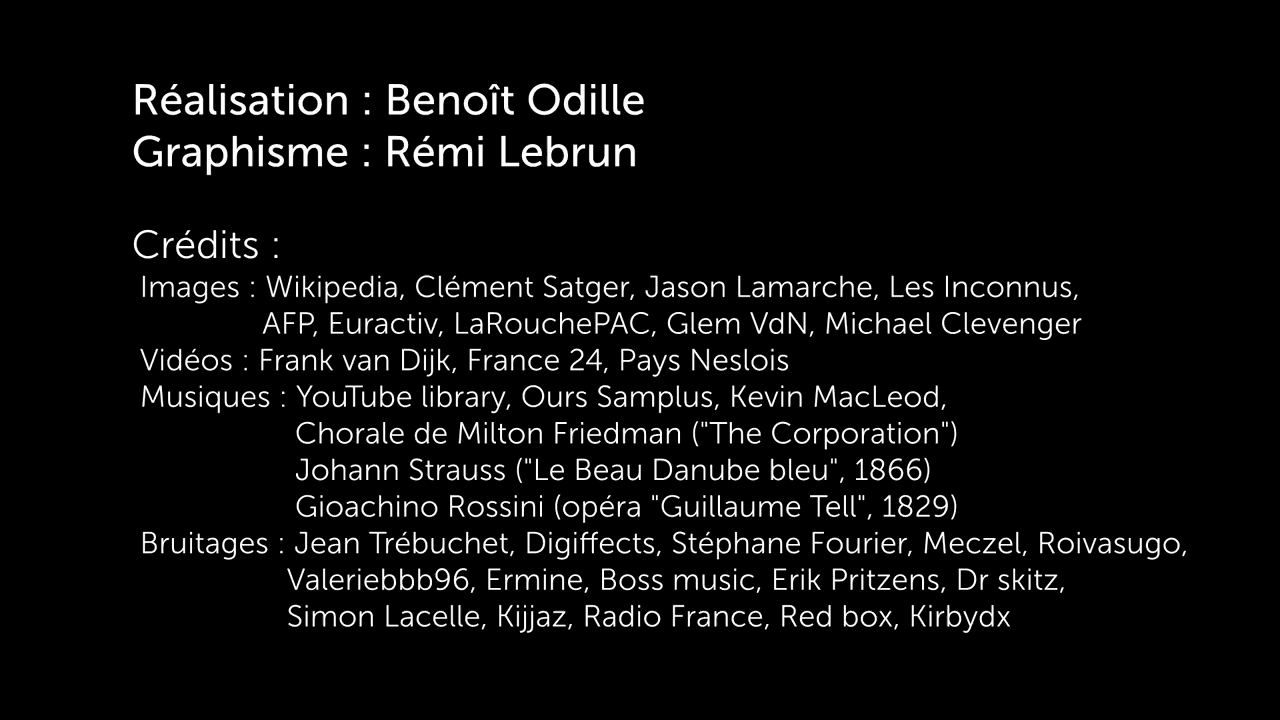 Réalisation : Benoît Odille
Graphisme : Rémi Lebrun
Crédits :
Images : Wikipedia, Clément Satger, Jason Lamarche, Les Inconnus,
AFP, Euractiv, LaRouchePAC, Glem VdN, Michael Clevenger
Vidéos : Frank van Dijk, France 24, Pays Neslois
Musiques : YouTube library, Ours Samplus, Kevin MacLeod,
Chorale de Milton Friedman ("The Corporation")
Johann Strauss ("Le Beau Danube bleu", 1866)
Gioachino Rossini (opéra "Guillaume Tell", 1829)
Bruitages : Jean Trébuchet, Digiffects, Stéphane Fourier, Meczel, Roivasugo,
Valeriebbb96, Ermine, Boss music, Erik Pritzens, Dr skitz,
Simon Lacelle, Kijjaz, Radio France, Red box, Kirbydx